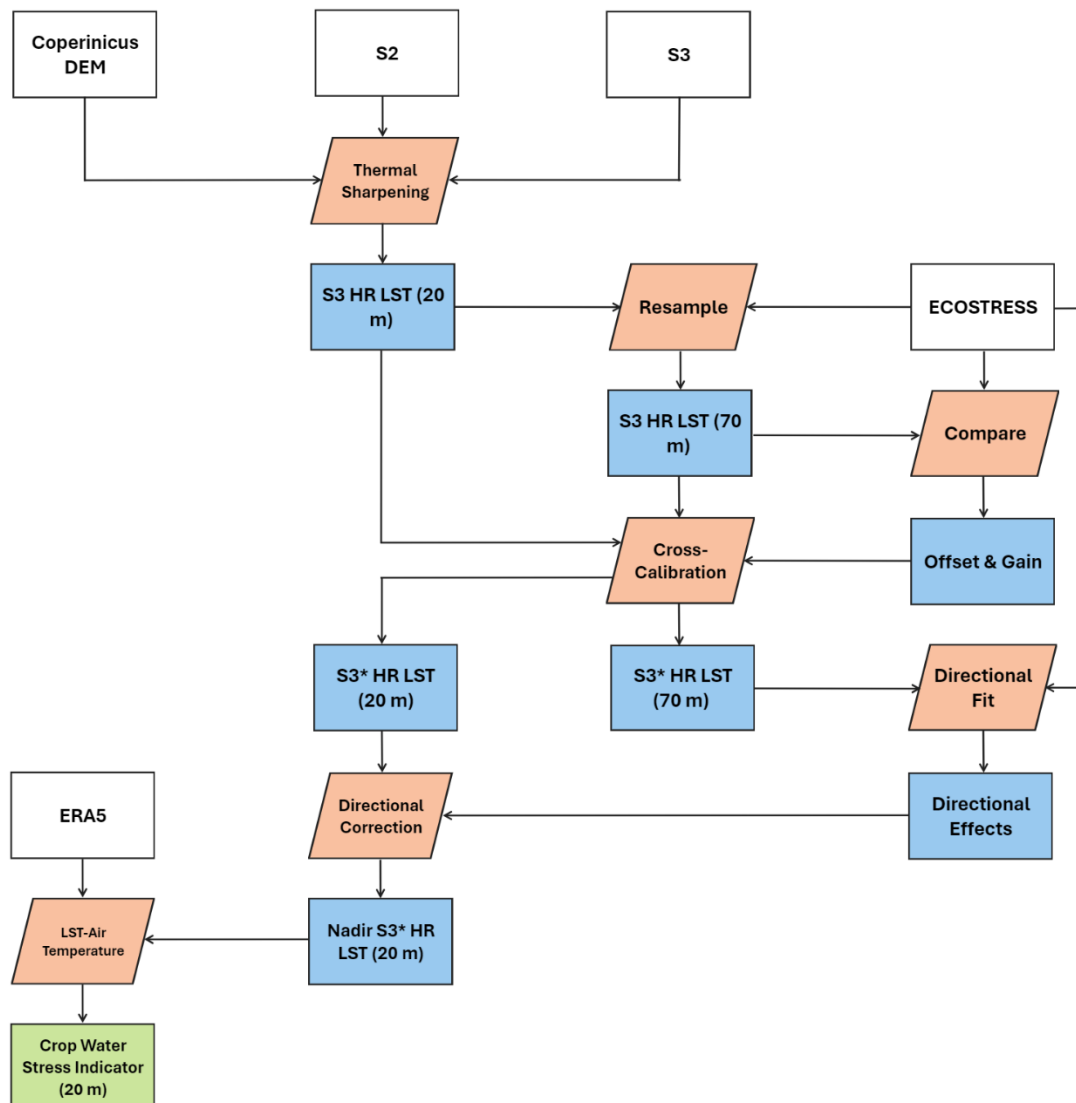 Coperinicus
DEM
S2
S3
Thermal
Sharpening
S3 HR LST (20
m)
Resample
ECOSTRESS
S3 HR LST (70
m)
Compare
Cross-
Calibration
Offset & Gain
S3* HR LST
(20 m)
S3* HR LST
(70 m)
Directional
Fit
ERA5
Directional
Correction
Directional
Effects
LST-Air
Temperature
Nadir S3* HR
LST (20 m)
Crop Water
Stress Indicator
(20 m)